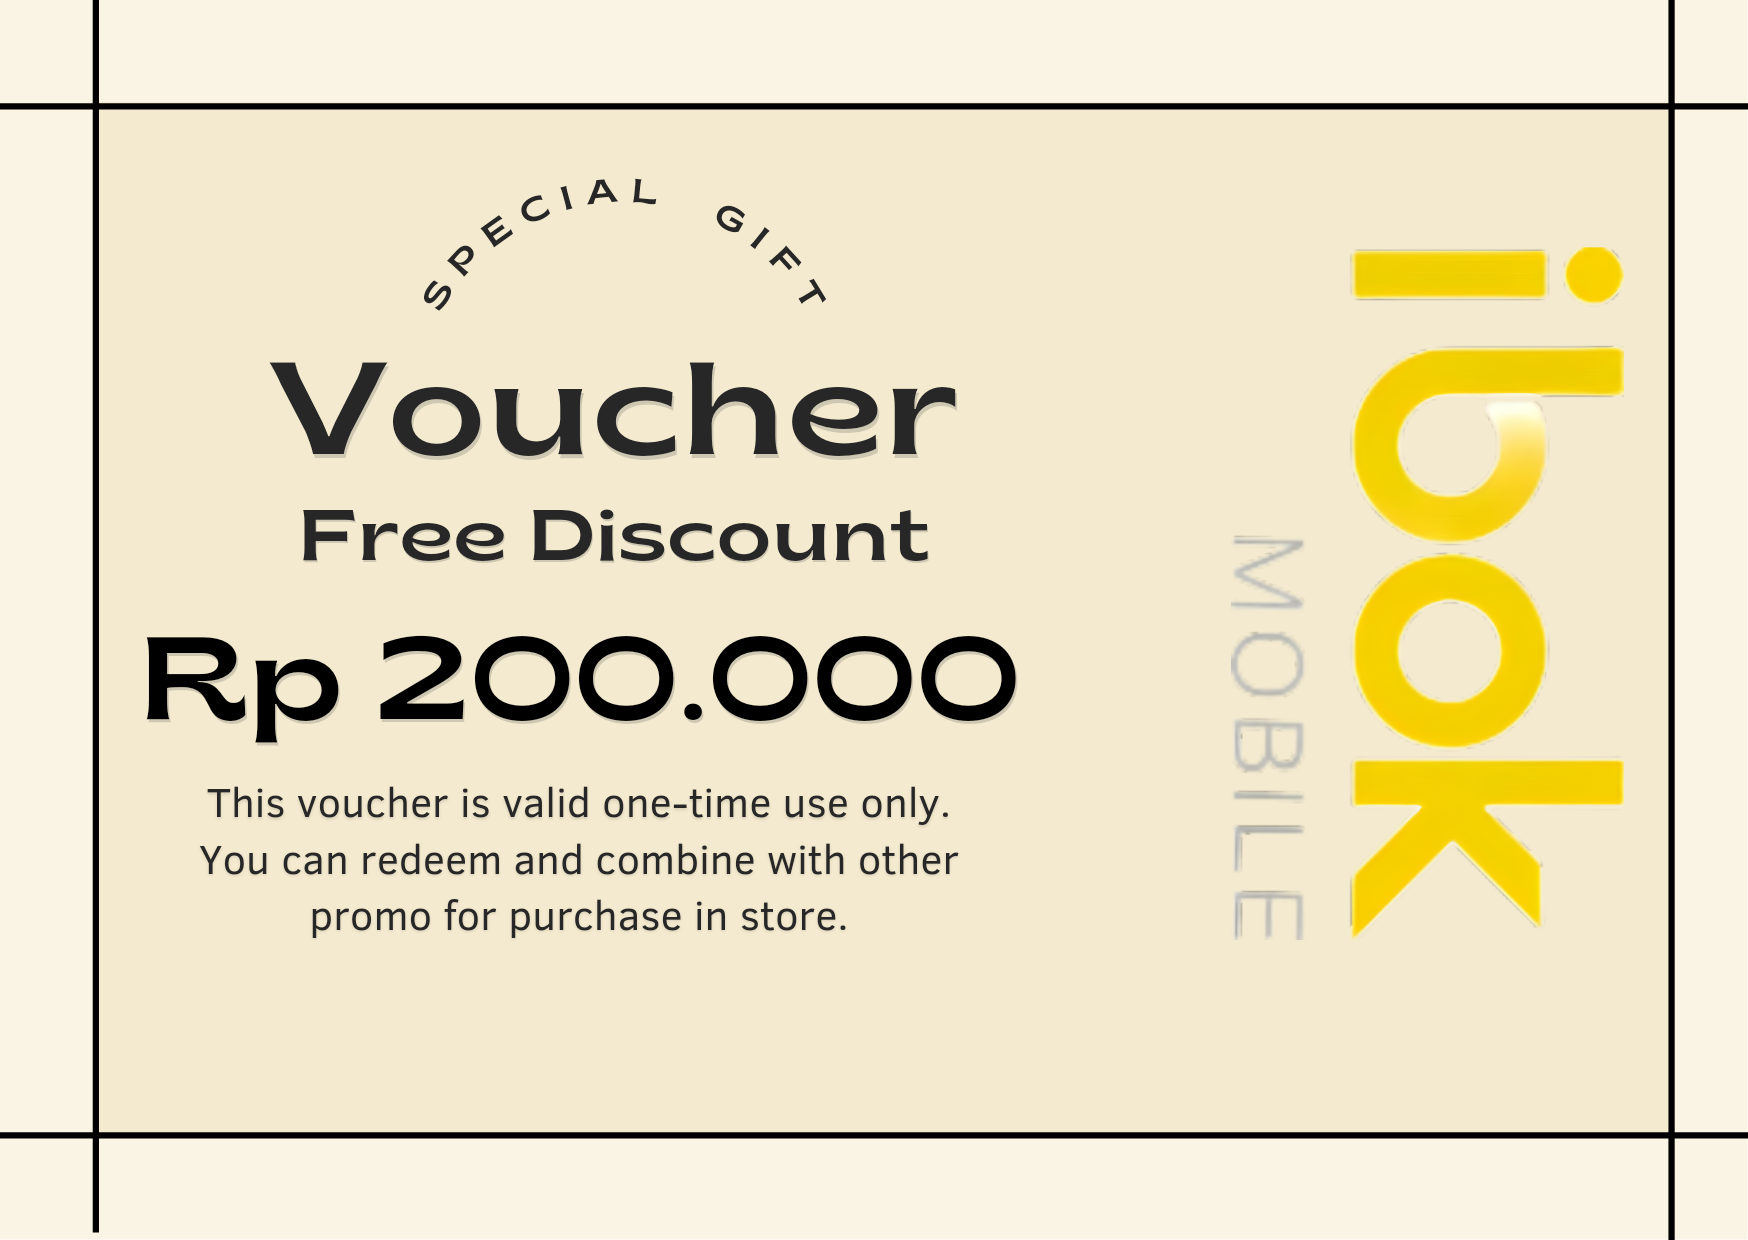 SPECIAL GIFT
Voucher
Free Discount
Rp 200.000
This voucher is valid one-time use only.
You can redeem and combine with other
promo for purchase in store.
ibok
MOBILE